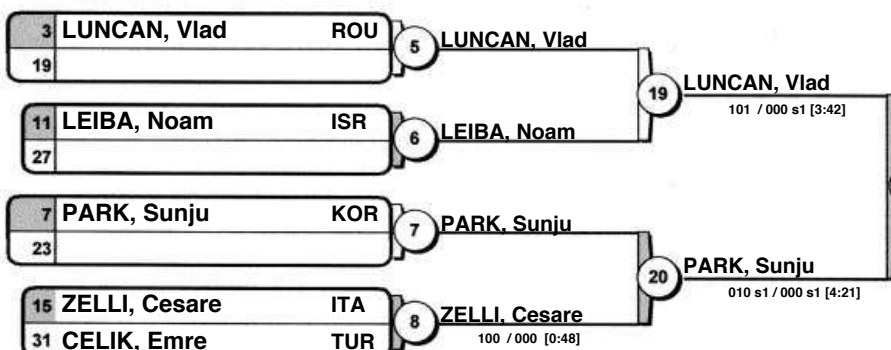 3 LUNCAN, Vlad ROU
19
5 LUNCAN, Vlad
11 LEIBA, Noam ISR
27
6 LEIBA, Noam
19 LUNCAN, Vlad
101 / 000 s1 [3:42]
7 PARK, Sunju KOR
23
7 PARK, Sunju
15 ZELLI, Cesare ITA
31 CELIK, Emre TUR
8 ZELLI, Cesare
100 / 000 [0:48]
20 PARK, Sunju
010 s1 / 000 s1 [4:21]